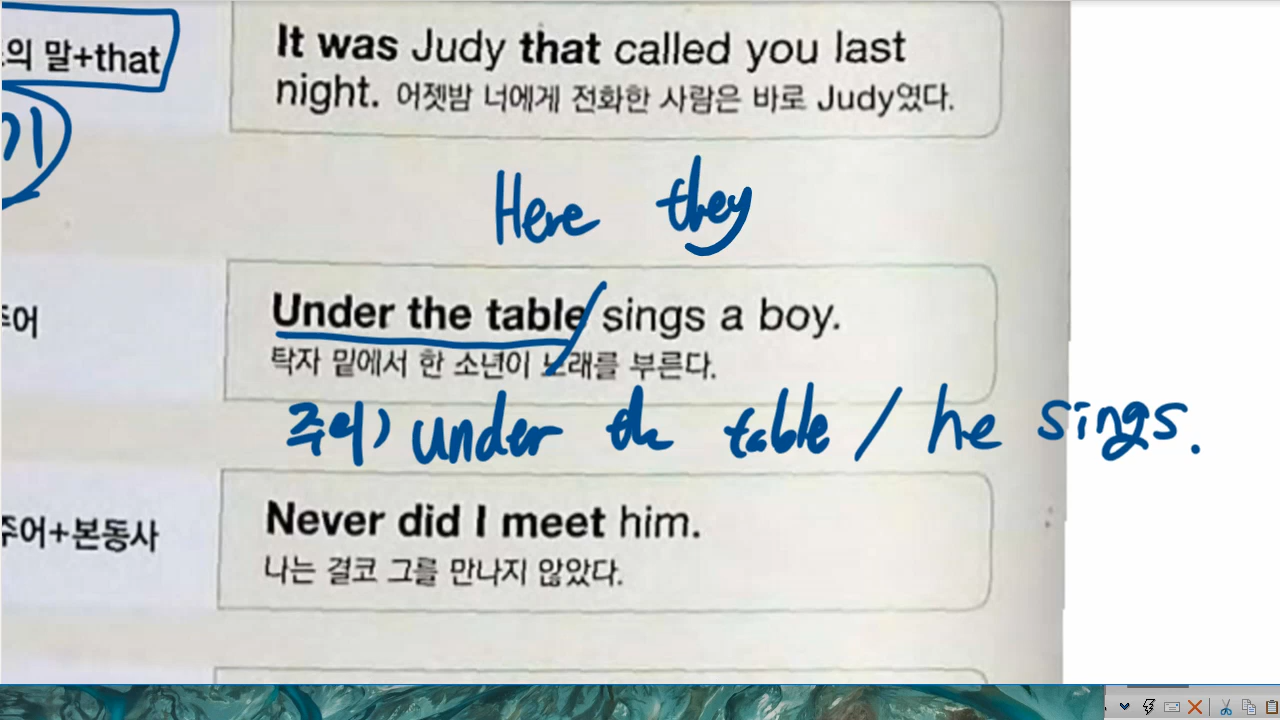 의 말+that
It was Judy that called you last
night. 어젯밤 너에게 전화한 사람은 바로 Judy였다.
기
Here they
Under the table sings a boy.
탁자 밑에서 한 소년이 노래를 부른다.
주어
주의) under the table / he sings.
Never did I meet him.
주어+본동사
나는 결코 그를 만나지 않았다.